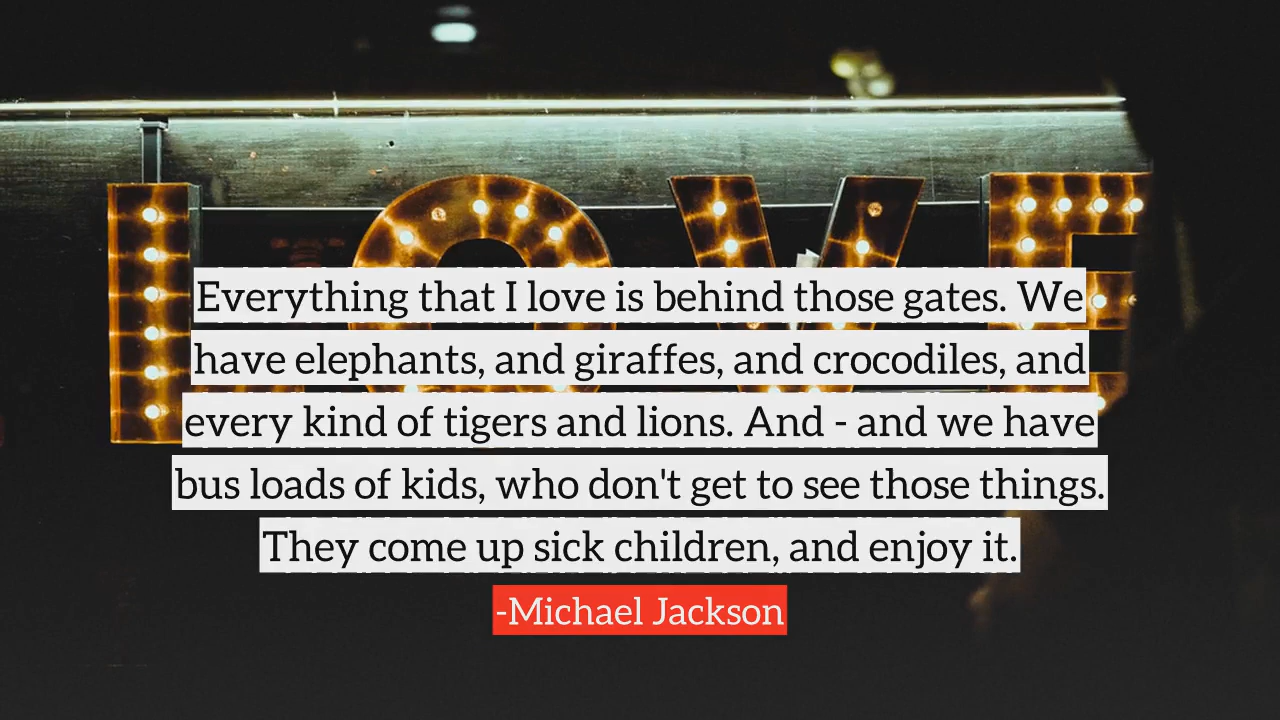 LOVE
Everything that I love is behind those gates. We
have elephants, and giraffes, and crocodiles, and
every kind of tigers and lions. And - and we have
bus loads of kids, who don't get to see those things.
They come up sick children, and enjoy it.
-Michael Jackson